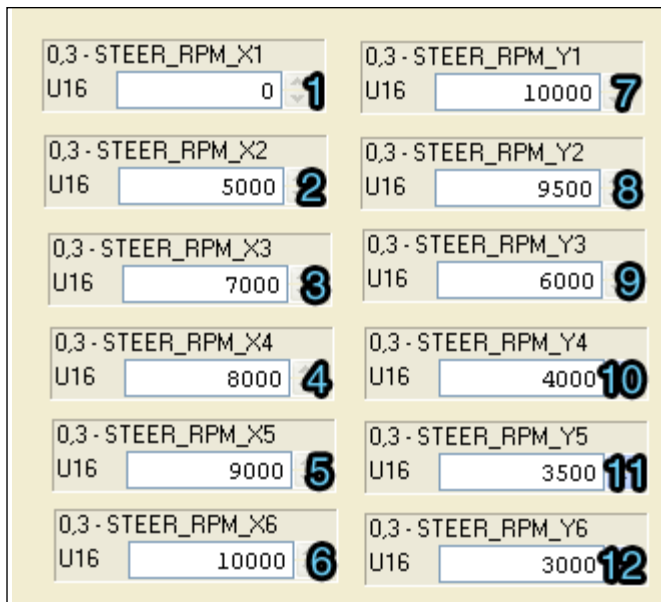 0,3 - STEER_RPM_X1
U16 0 1
0,3 - STEER_RPM_X2
U16 5000 2
0,3 - STEER_RPM_X3
U16 7000 3
0,3 - STEER_RPM_X4
U16 8000 4
0,3 - STEER_RPM_X5
U16 9000 5
0,3 - STEER_RPM_X6
U16 10000 6
0,3 - STEER_RPM_Y1
U16 10000 7
0,3 - STEER_RPM_Y2
U16 9500 8
0,3 - STEER_RPM_Y3
U16 6000 9
0,3 - STEER_RPM_Y4
U16 4000 10
0,3 - STEER_RPM_Y5
U16 3500 11
0,3 - STEER_RPM_Y6
U16 3000 12